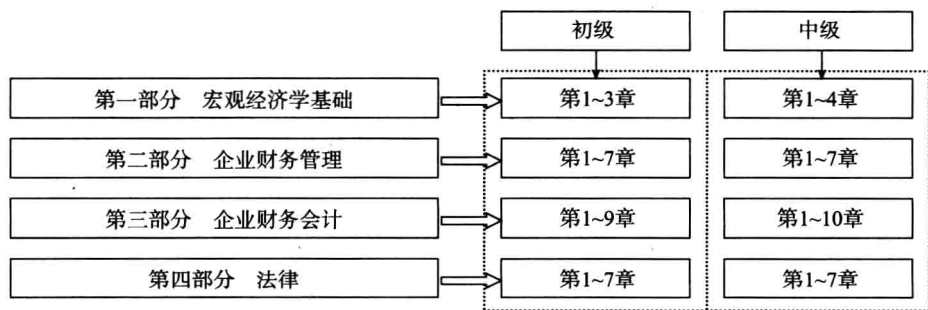 初级 中级
第一部分 宏观经济学基础 第1~3章 第1~4章
第二部分 企业财务管理 第1~7章 第1~7章
第三部分 企业财务会计 第1~9章 第1~10章
第四部分 法律 第1~7章 第1~7章